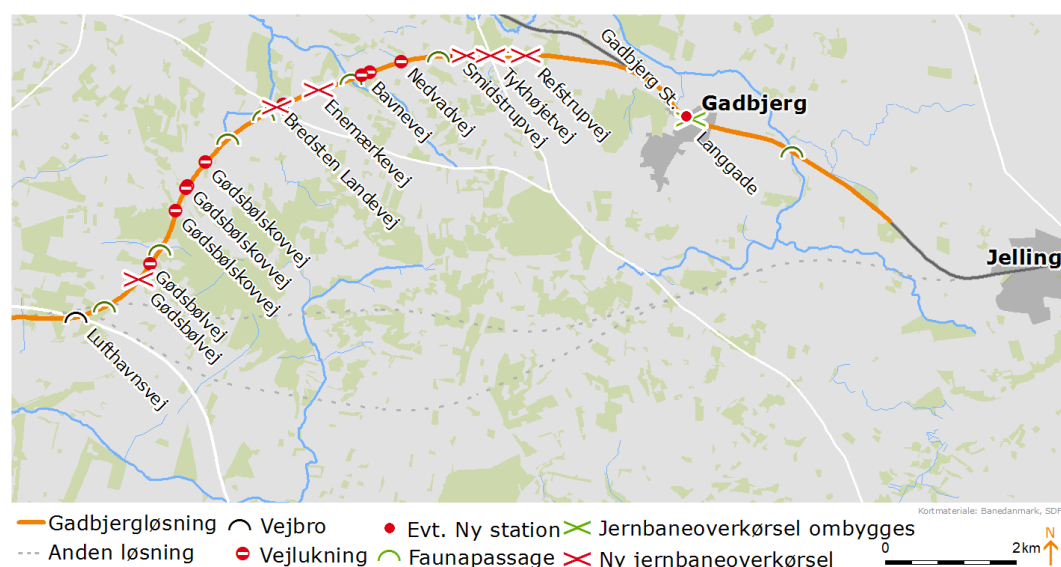 Gadbjerg St.
Gadbjerg
Langgade
Refstrupvej
Tykhøjetvej
Smidstrupvej
Nedvadvej
Bavnevej
Enemærkevej
Bredsten Landevej
Gødsbølskovvej
Gødsbølskovvej
Gødsbølskovvej
Gødsbølvej
Gødsbølvej
Lufthavnsvej
Jelling
Kortmateriale: Banedanmark, SDF
Gadbjergløsning
Vejbro
Evt. Ny station
Jernbaneoverkørsel ombygges
Anden løsning
Vejlukning
Faunapassage
Ny jernbaneoverkørsel
0
2km
N